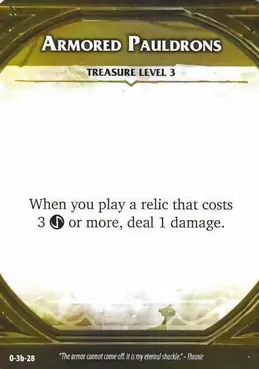 ARMORED PAULDRONS
TREASURE LEVEL 3
When you play a relic that costs
3 or more, deal 1 damage.
0-3b-28
"The armor cannot come off. It is my eternal shackle." - Thraxir